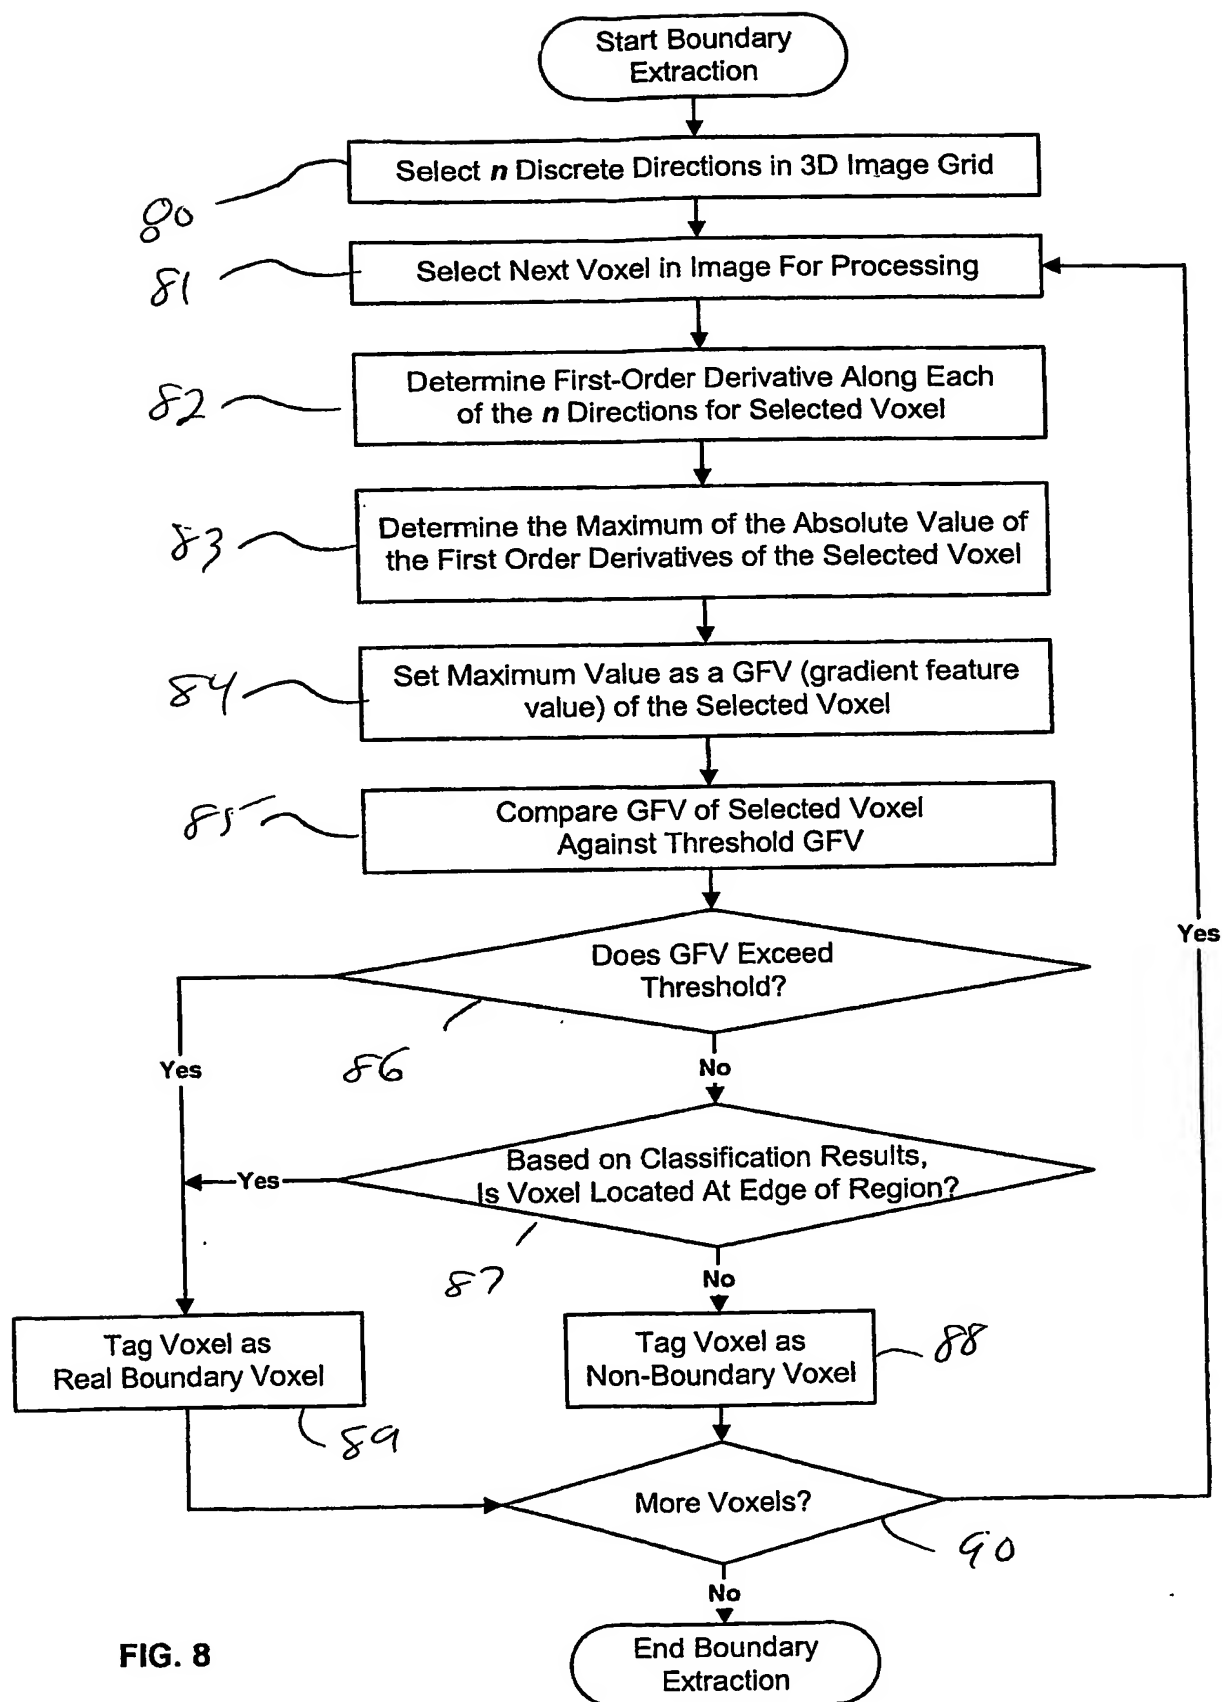 Start Boundary
Extraction
Select n Discrete Directions in 3D Image Grid
80
Select Next Voxel in Image For Processing
81
Determine First-Order Derivative Along Each
of the n Directions for Selected Voxel
82
Determine the Maximum of the Absolute Value of
the First Order Derivatives of the Selected Voxel
83
Set Maximum Value as a GFV (gradient feature
value) of the Selected Voxel
84
Compare GFV of Selected Voxel
Against Threshold GFV
85
Does GFV Exceed
Threshold?
86
Yes
No
Yes
Based on Classification Results,
Is Voxel Located At Edge of Region?
87
Yes
No
Tag Voxel as
Real Boundary Voxel
89
Tag Voxel as
Non-Boundary Voxel
88
More Voxels?
90
No
End Boundary
Extraction
FIG. 8